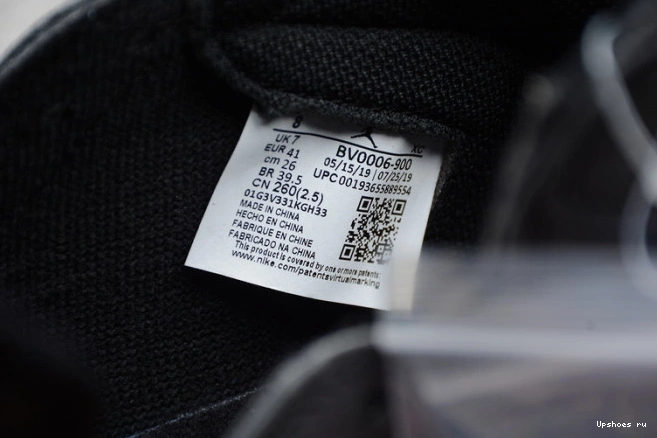 8 XC
UK 7 BV0006-900
EUR 41 05/15/19 | 07/25/19
cm 26 UPC 00193655889554
BR 39.5
CN 260(2.5)
01G3V331KGH33
MADE IN CHINA
HECHO EN CHINA
FABRIQUE EN CHINE
FABRICADO NA CHINA
This product is covered by one or more patents:
www.nike.com/patentsvirtualmarking
Upshoes ru